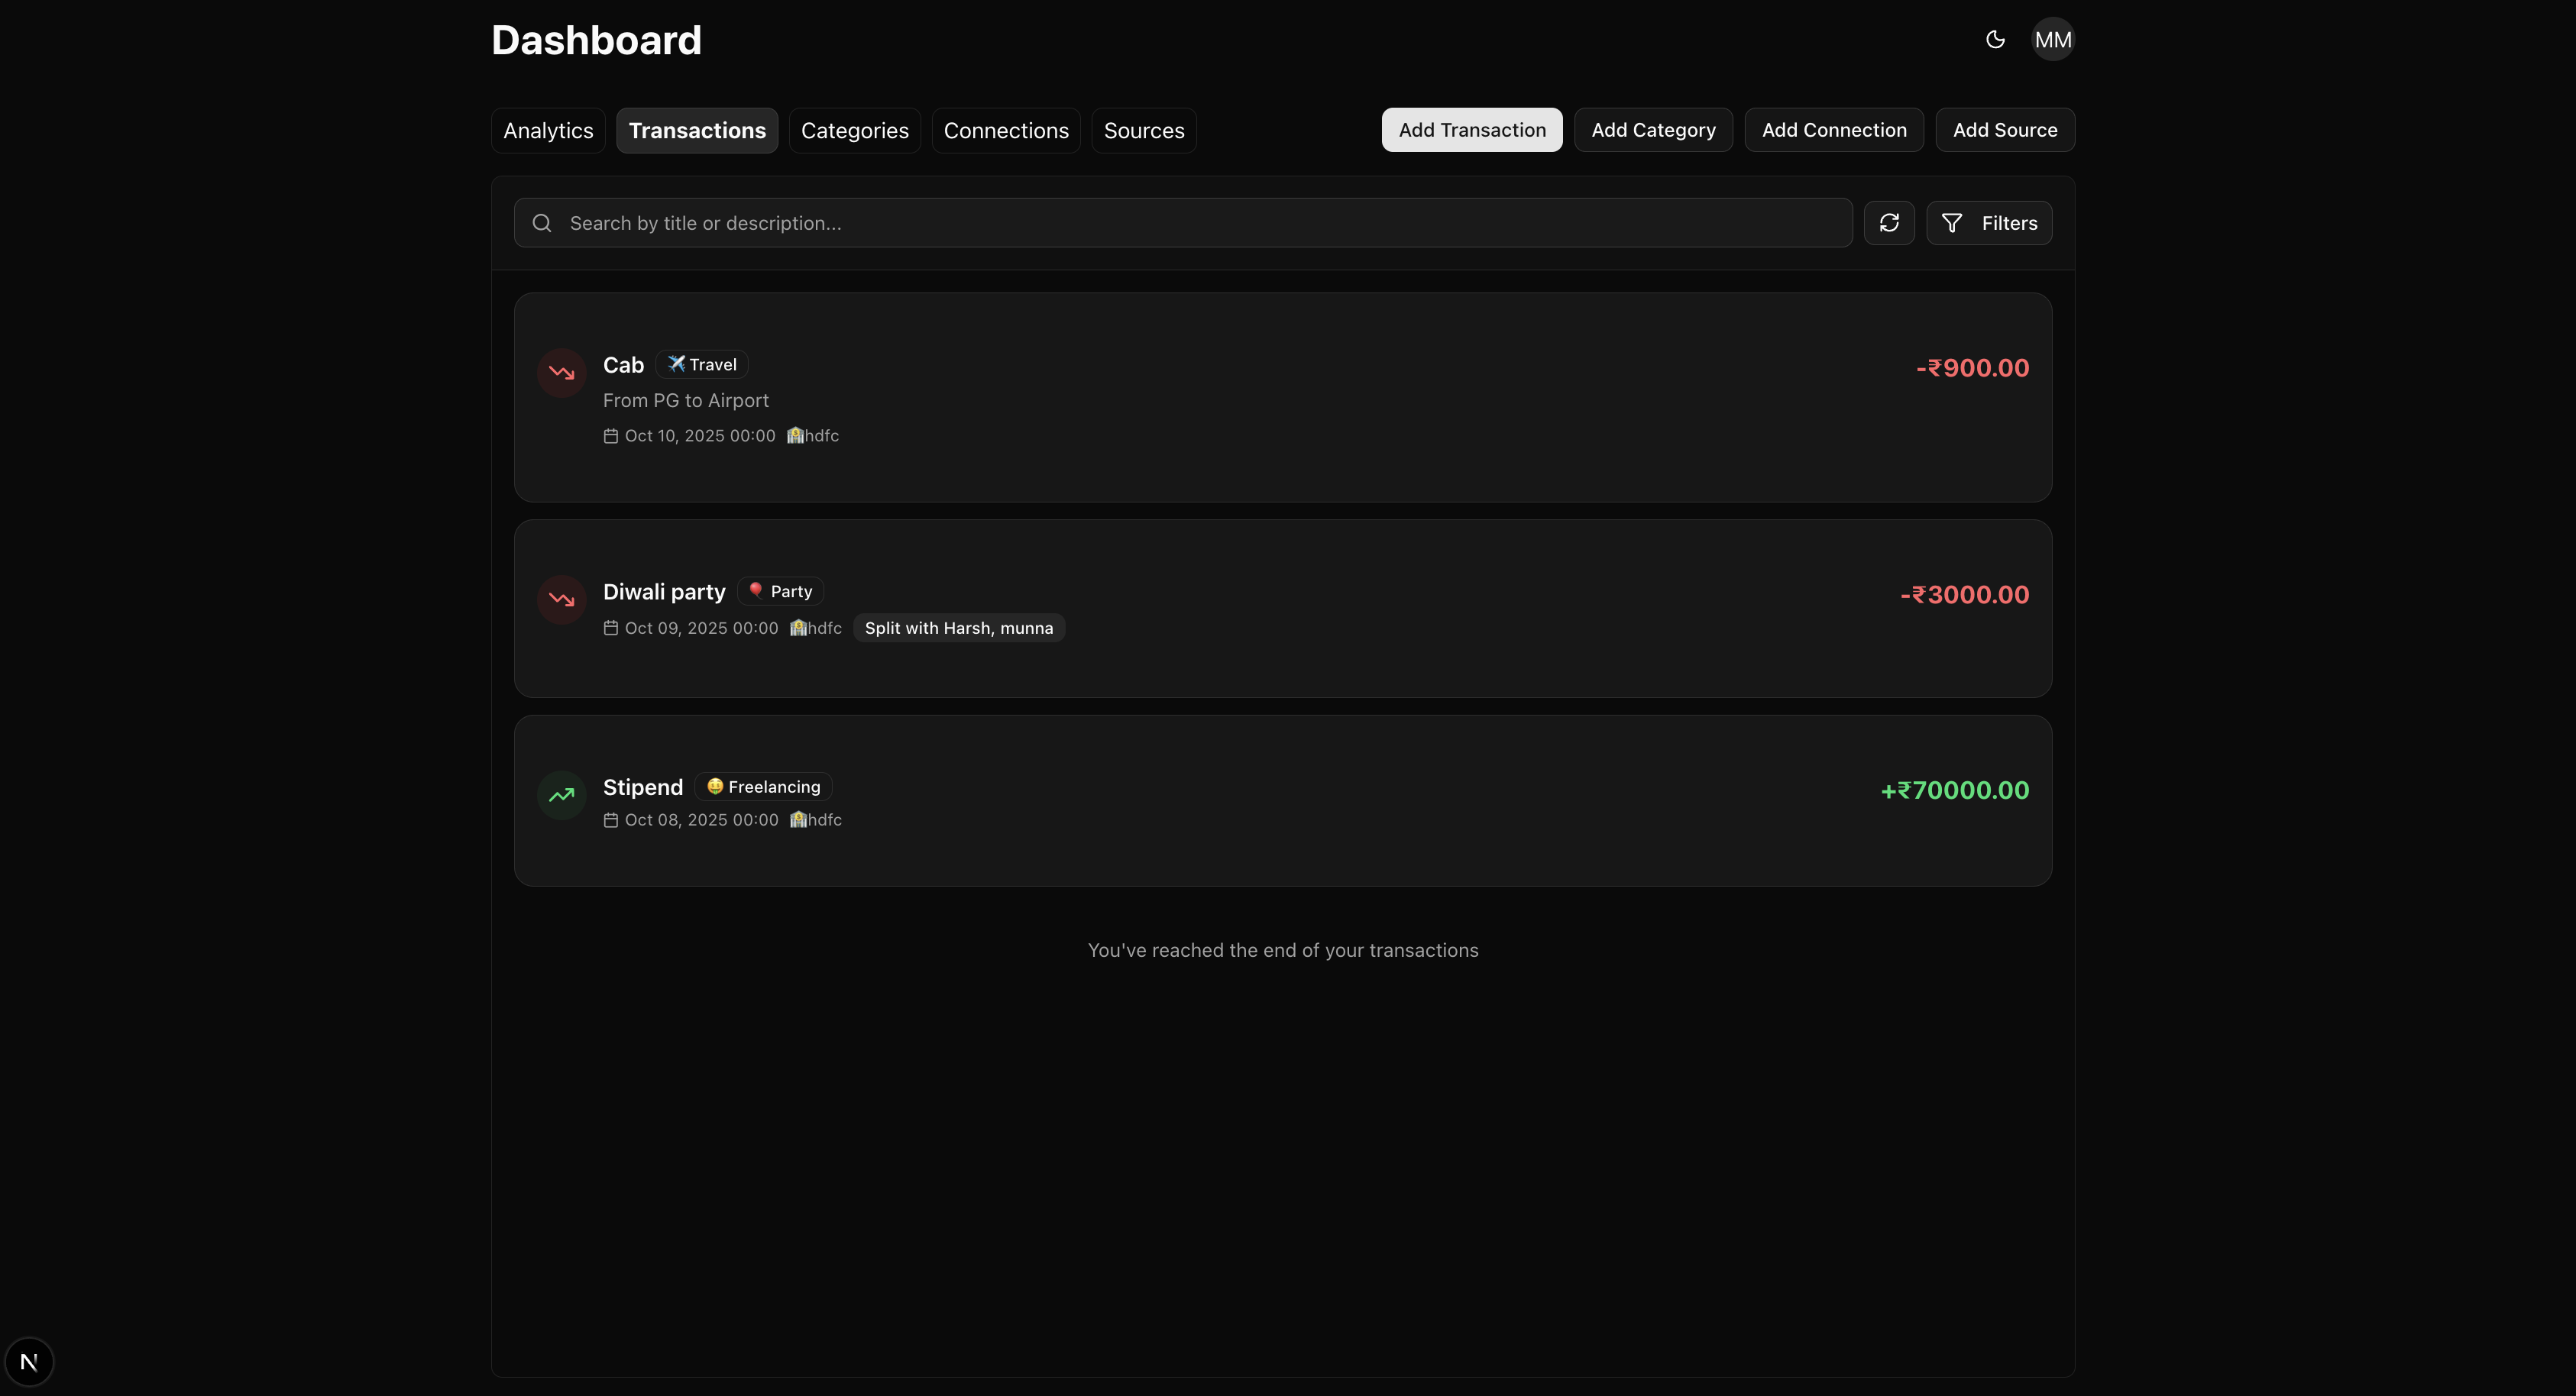 Dashboard
MM
Analytics Transactions Categories Connections Sources Add Transaction Add Category Add Connection Add Source
Search by title or description... Filters
Cab ✈️ Travel -₹900.00
From PG to Airport
Oct 10, 2025 00:00 🏦hdfc
Diwali party 🎈 Party -₹3000.00
Oct 09, 2025 00:00 🏦hdfc Split with Harsh, munna
Stipend 🤑 Freelancing +₹70000.00
Oct 08, 2025 00:00 🏦hdfc
You've reached the end of your transactions
N